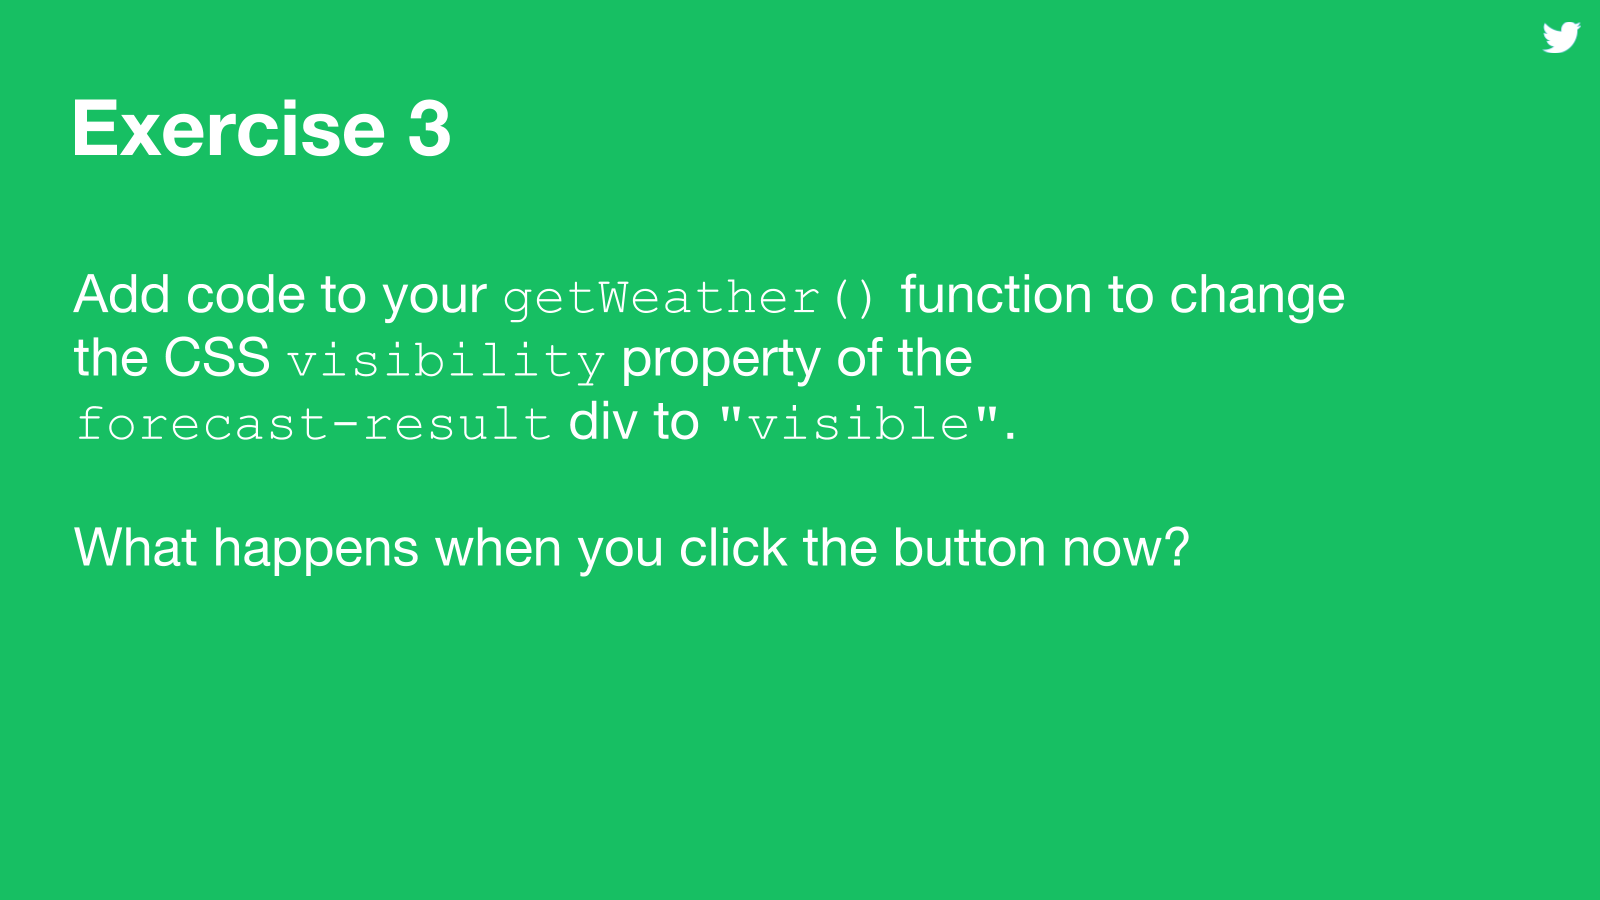 Exercise 3
Add code to your getWeather() function to change
the CSS visibility property of the
forecast-result div to "visible".
What happens when you click the button now?